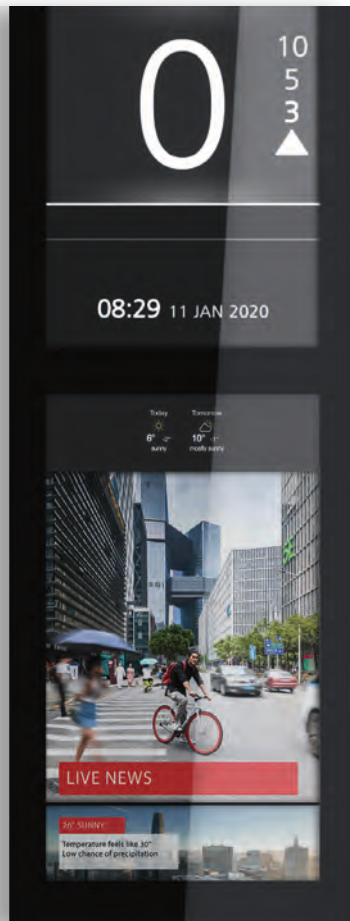 0
10
5
3
08:29 11 JAN 2020
Today Tomorrow
6° 10°
sunny mostly sunny
LIVE NEWS
26° SUNNY
Temperature feels like 30°
Low chance of precipitation